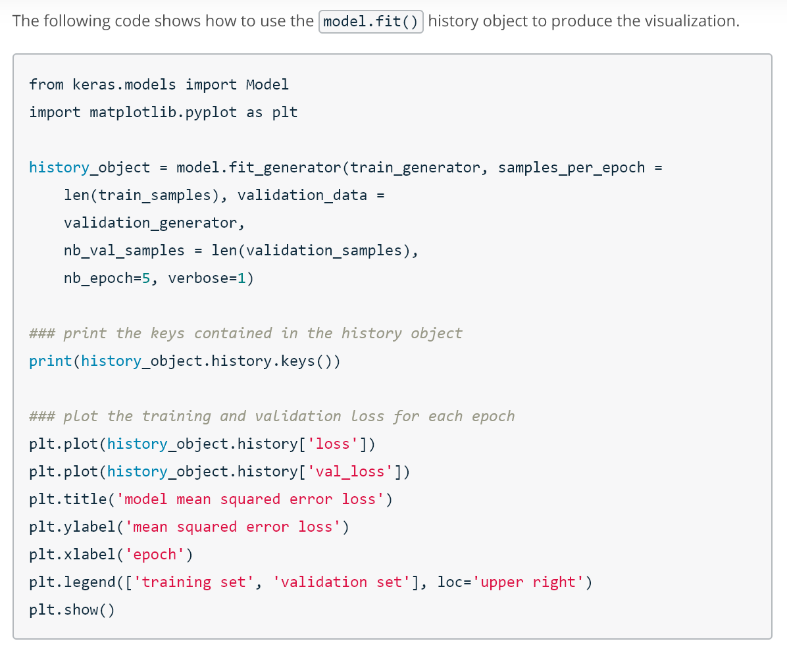 The following code shows how to use the model.fit() history object to produce the visualization.
from keras.models import Model
import matplotlib.pyplot as plt
history_object = model.fit_generator(train_generator, samples_per_epoch =
    len(train_samples), validation_data =
    validation_generator,
    nb_val_samples = len(validation_samples),
    nb_epoch=5, verbose=1)
### print the keys contained in the history object
print(history_object.history.keys())
### plot the training and validation loss for each epoch
plt.plot(history_object.history['loss'])
plt.plot(history_object.history['val_loss'])
plt.title('model mean squared error loss')
plt.ylabel('mean squared error loss')
plt.xlabel('epoch')
plt.legend(['training set', 'validation set'], loc='upper right')
plt.show()